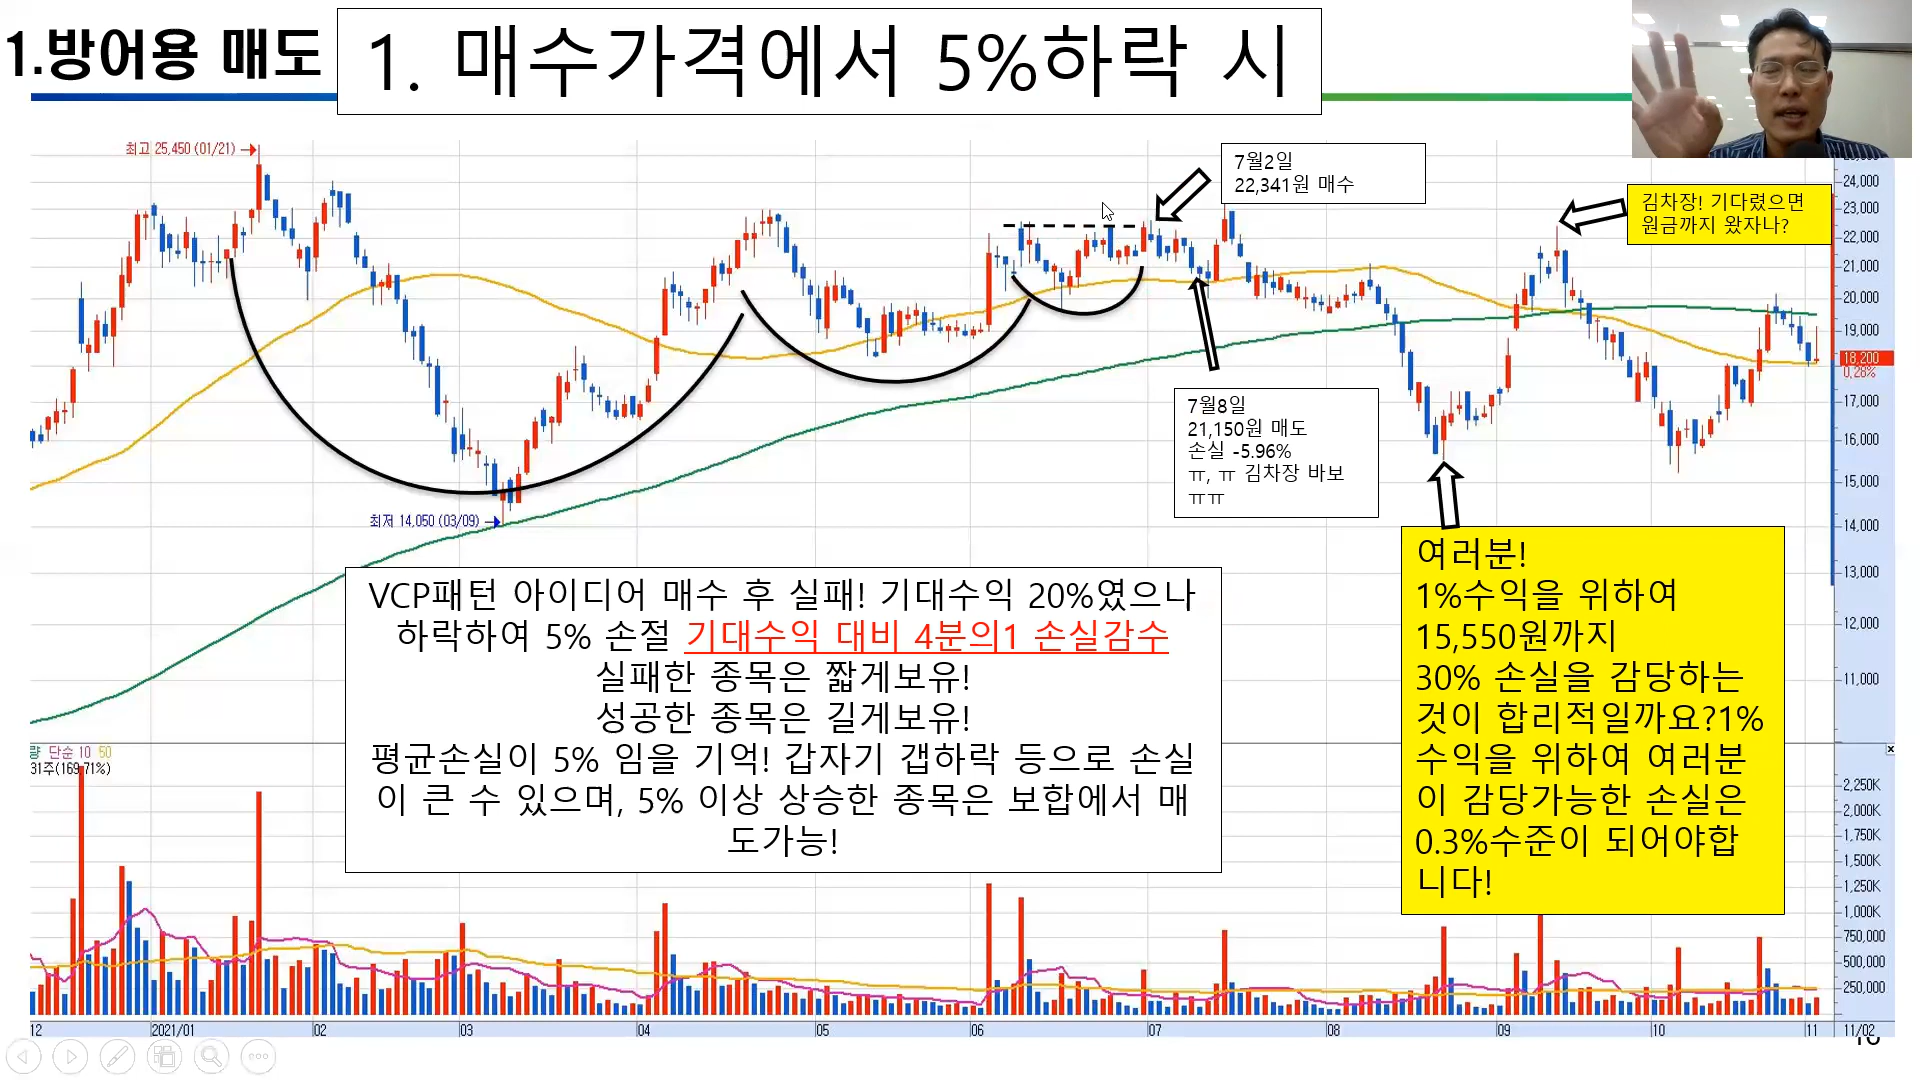 1.방어용 매도
1. 매수가격에서 5%하락 시
최고 25,450 (01/21)
7월2일
22,341원 매수
김차장! 기다렸으면
원금까지 왔자나?
24,000
23,000
22,000
21,000
20,000
19,000
18,200
0,28%
17,000
16,000
15,000
14,000
13,000
12,000
11,000
7월8일
21,150원 매도
손실 -5.96%
ㅠ, ㅠ 김차장 바보
ㅠㅠ
최저 14,050 (03/09)
VCP패턴 아이디어 매수 후 실패! 기대수익 20%였으나
하락하여 5% 손절 기대수익 대비 4분의1 손실감수
실패한 종목은 짧게보유!
성공한 종목은 길게보유!
평균손실이 5% 임을 기억! 갑자기 갭하락 등으로 손실
이 큰 수 있으며, 5% 이상 상승한 종목은 보합에서 매
도가능!
여러분!
1%수익을 위하여
15,550원까지
30% 손실을 감당하는
것이 합리적일까요?1%
수익을 위하여 여러분
이 감당가능한 손실은
0.3%수준이 되어야합
니다!
량 단순 10 50
31주(169,71%)
2,250K
2,000K
1,750K
1,500K
1,250K
1,000K
750,000
500,000
250,000
12 2021/01 02 03 04 05 06 07 08 09 10 11 11/02